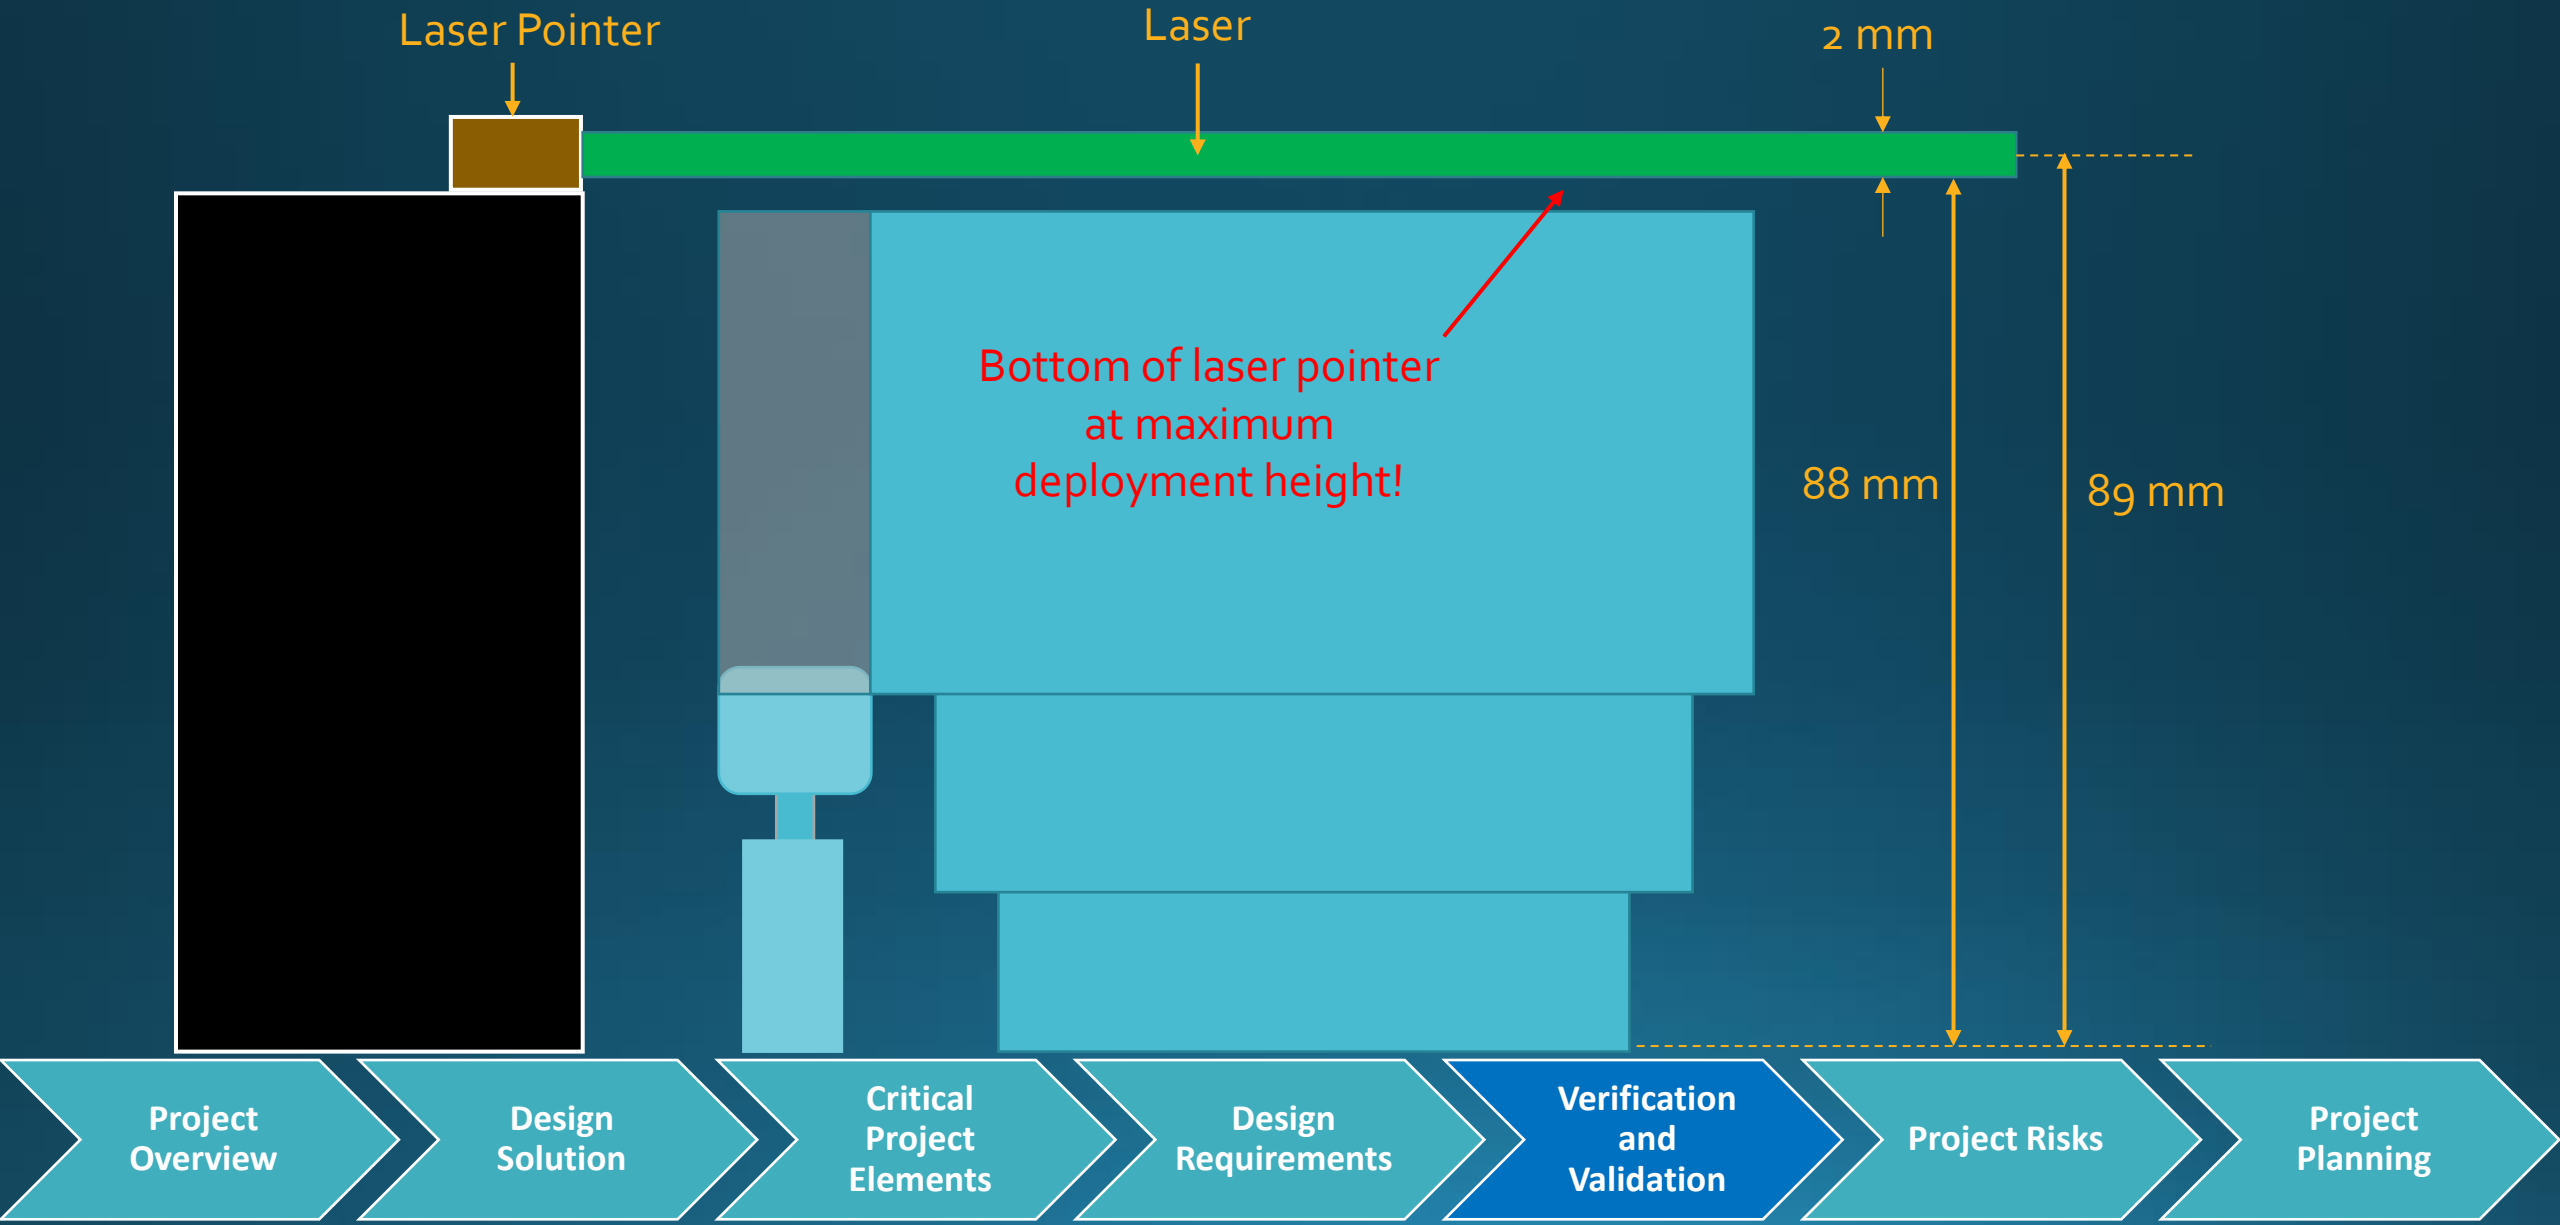 Laser Pointer
Laser
2 mm
Bottom of laser pointer
at maximum
deployment height!
88 mm
89 mm
Project
Overview
Design
Solution
Critical
Project
Elements
Design
Requirements
Verification
and
Validation
Project Risks
Project
Planning